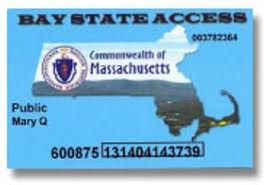 BAY STATE ACCESS
003782364
Commonwealth of
Massachusetts
Public
Mary Q
600875 131404143739